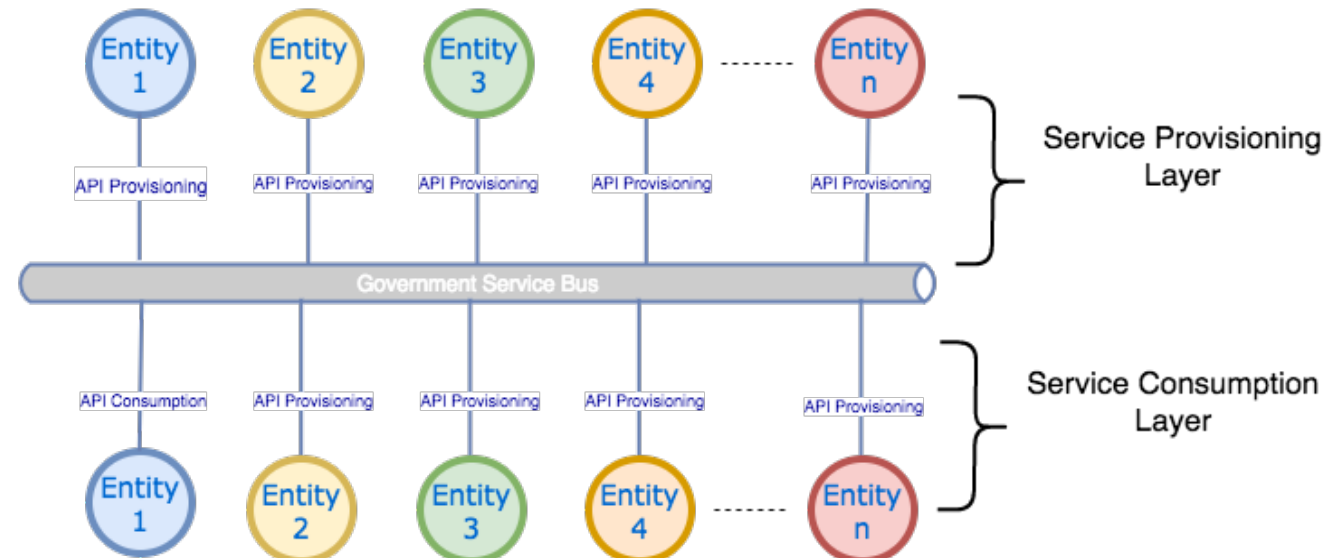 Entity
1
Entity
2
Entity
3
Entity
4
Entity
n
Service Provisioning
Layer
API Provisioning
API Provisioning
API Provisioning
API Provisioning
API Provisioning
Government Service Bus
Service Consumption
Layer
API Consumption
API Provisioning
API Provisioning
API Provisioning
API Provisioning
Entity
1
Entity
2
Entity
3
Entity
4
Entity
n